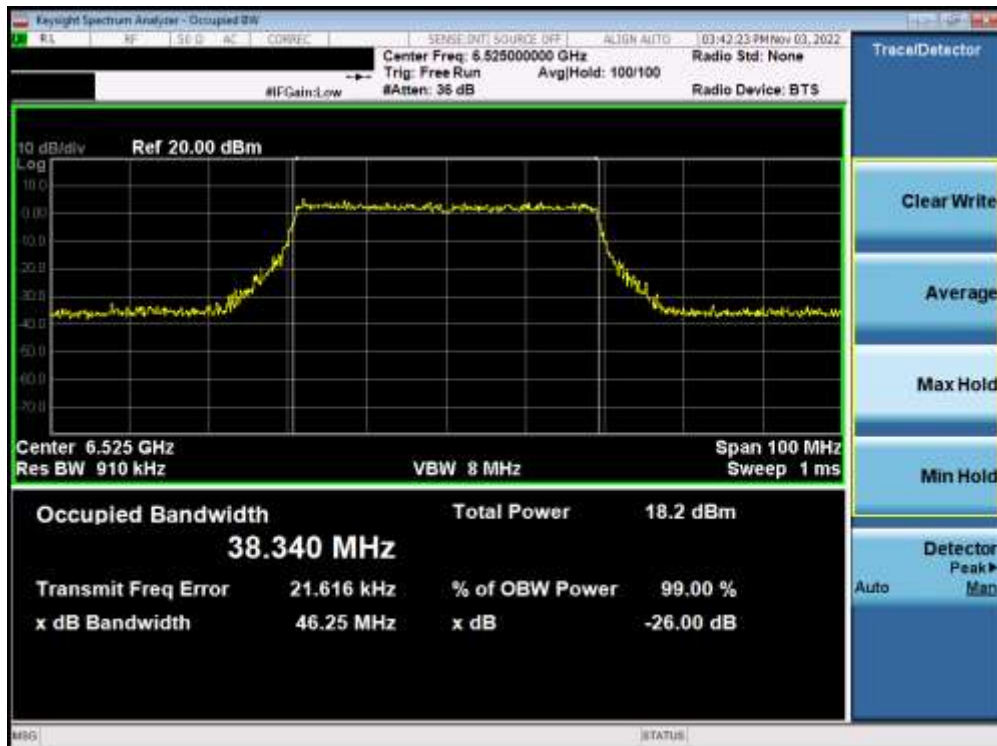 Keysight Spectrum Analyzer - Occupied BW
RL RF 50 Ω AC CORREC SENSE:INT SOURCE OFF ALIGN AUTO 03:42:23 PM Nov 03, 2022
Center Freq: 6.525000000 GHz Radio Std: None
Trig: Free Run Avg|Hold: 100/100
#IFGain:Low #Atten: 36 dB Radio Device: BTS
Trace/Detector
10 dB/div Ref 20.00 dBm
Log
10.0
0.00
-10.0
-20.0
-30.0
-40.0
-50.0
-60.0
-70.0
Center 6.525 GHz Span 100 MHz
Res BW 910 kHz VBW 8 MHz Sweep 1 ms
Occupied Bandwidth Total Power 18.2 dBm
38.340 MHz
Transmit Freq Error 21.616 kHz % of OBW Power 99.00 %
x dB Bandwidth 46.25 MHz x dB -26.00 dB
Clear Write
Average
Max Hold
Min Hold
Detector
Peak▶
Auto Man
MSG STATUS